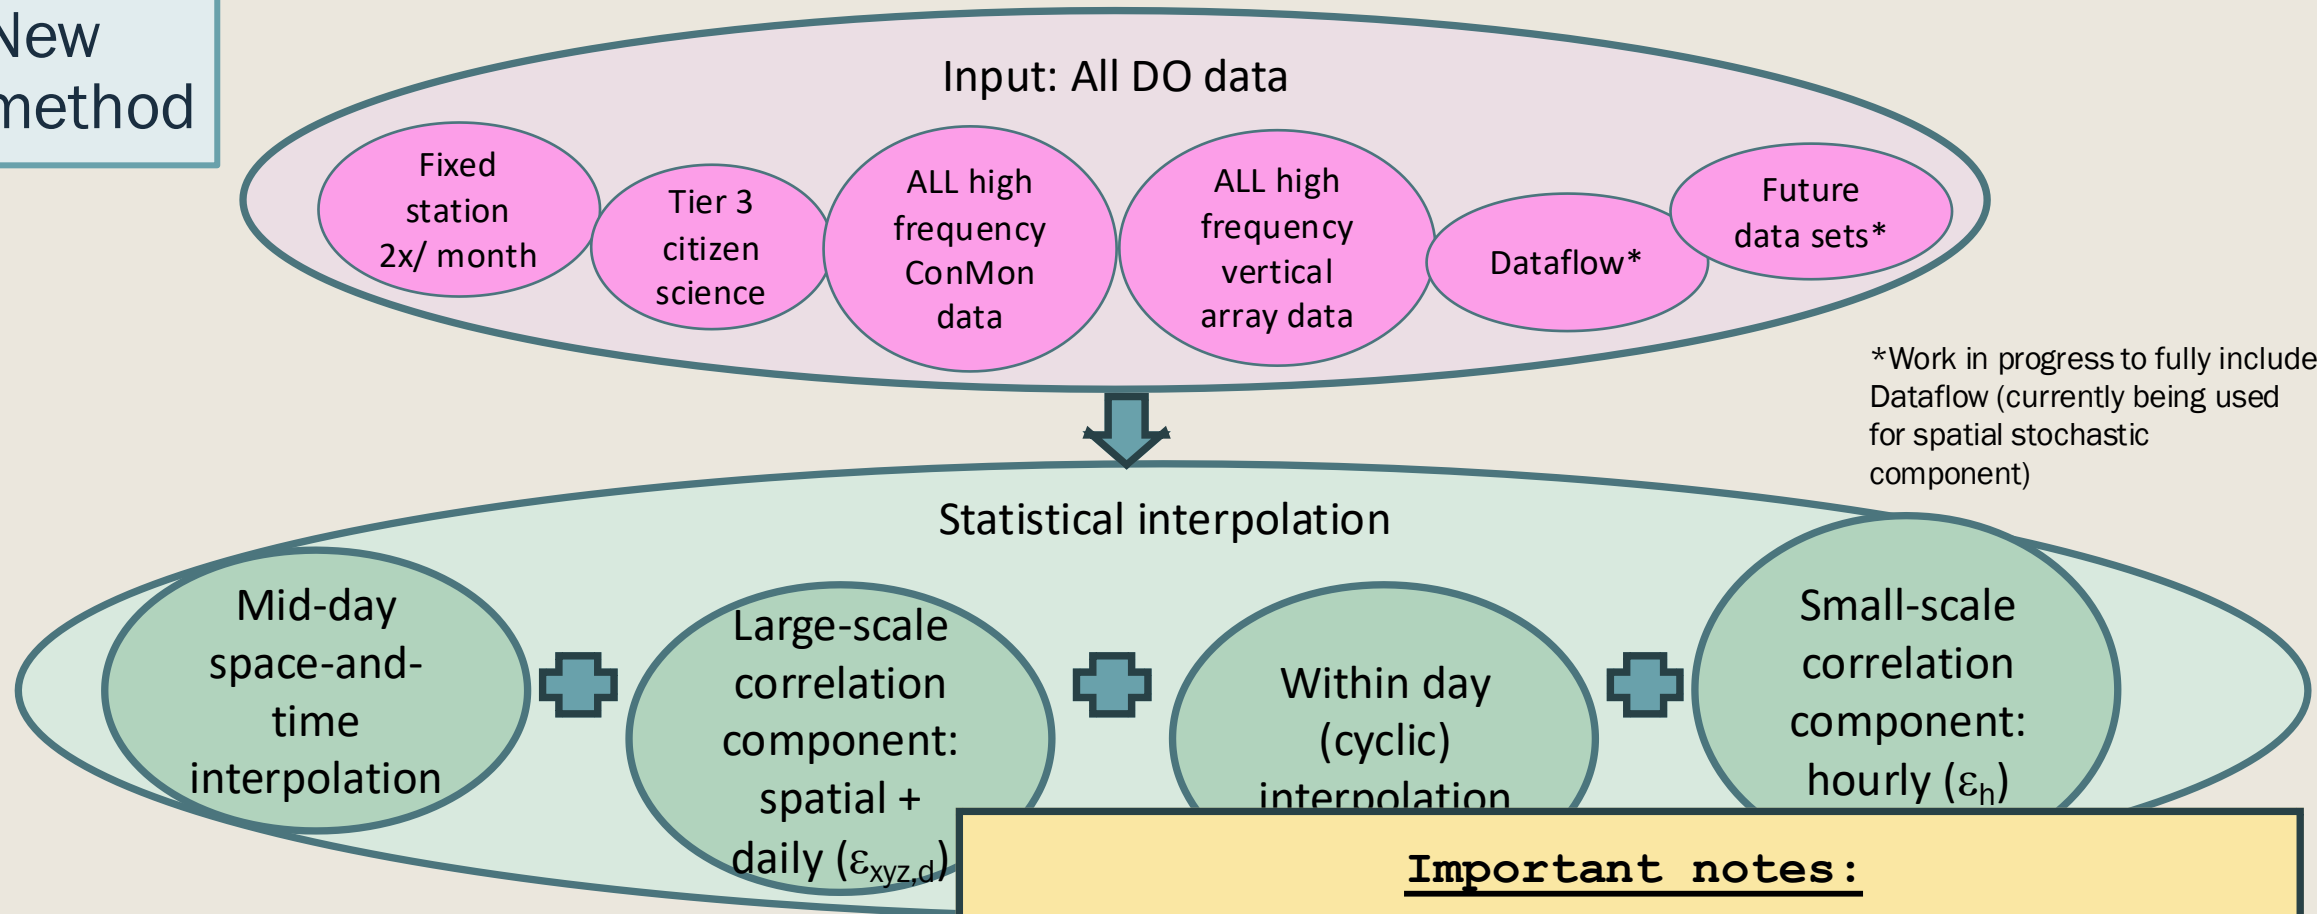 New
method
Input: All DO data
Fixed
station
2x/ month
Tier 3
citizen
science
ALL high
frequency
ConMon
data
ALL high
frequency
vertical
array data
Dataflow*
Future
data sets*
*Work in progress to fully include
Dataflow (currently being used
for spatial stochastic
component)
Statistical interpolation
Mid-day
space-and-
time
interpolation
Large-scale
correlation
component:
spatial +
daily (εxyz,d)
Within day
(cyclic)
interpolation
Small-scale
correlation
component:
hourly (εh)
Important notes: